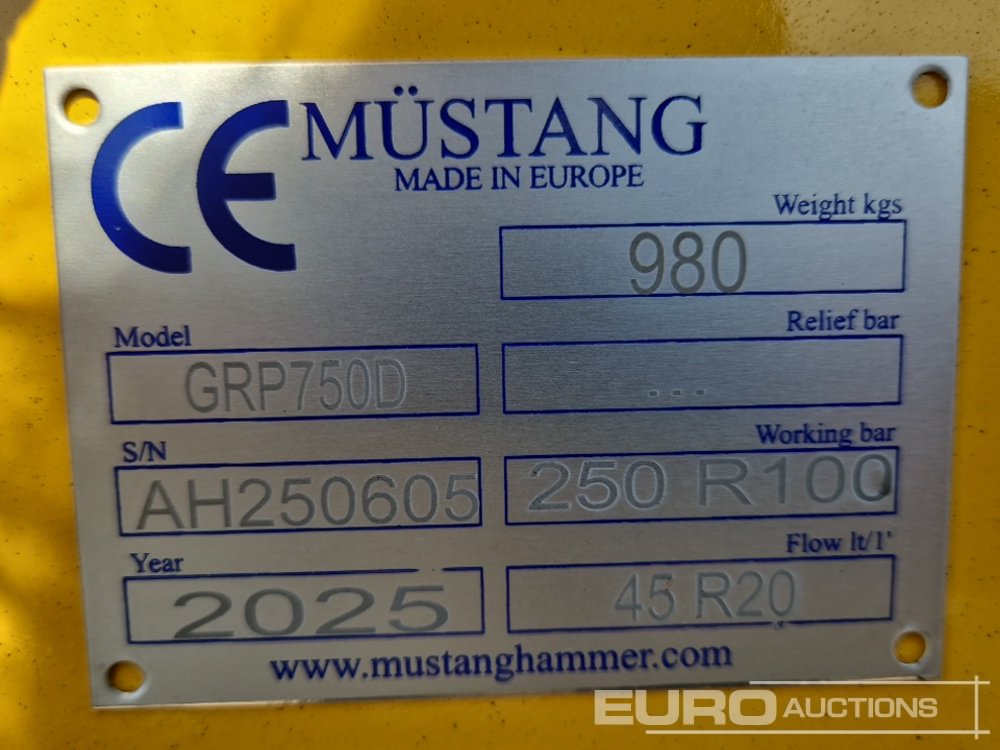 CE MÜSTANG
MADE IN EUROPE
Weight kgs
980
Model
GRP750D
Relief bar
...
S/N
AH250605
Working bar
250 R100
Year
2025
Flow lt/1'
45 R20
www.mustanghammer.com
EURO AUCTIONS